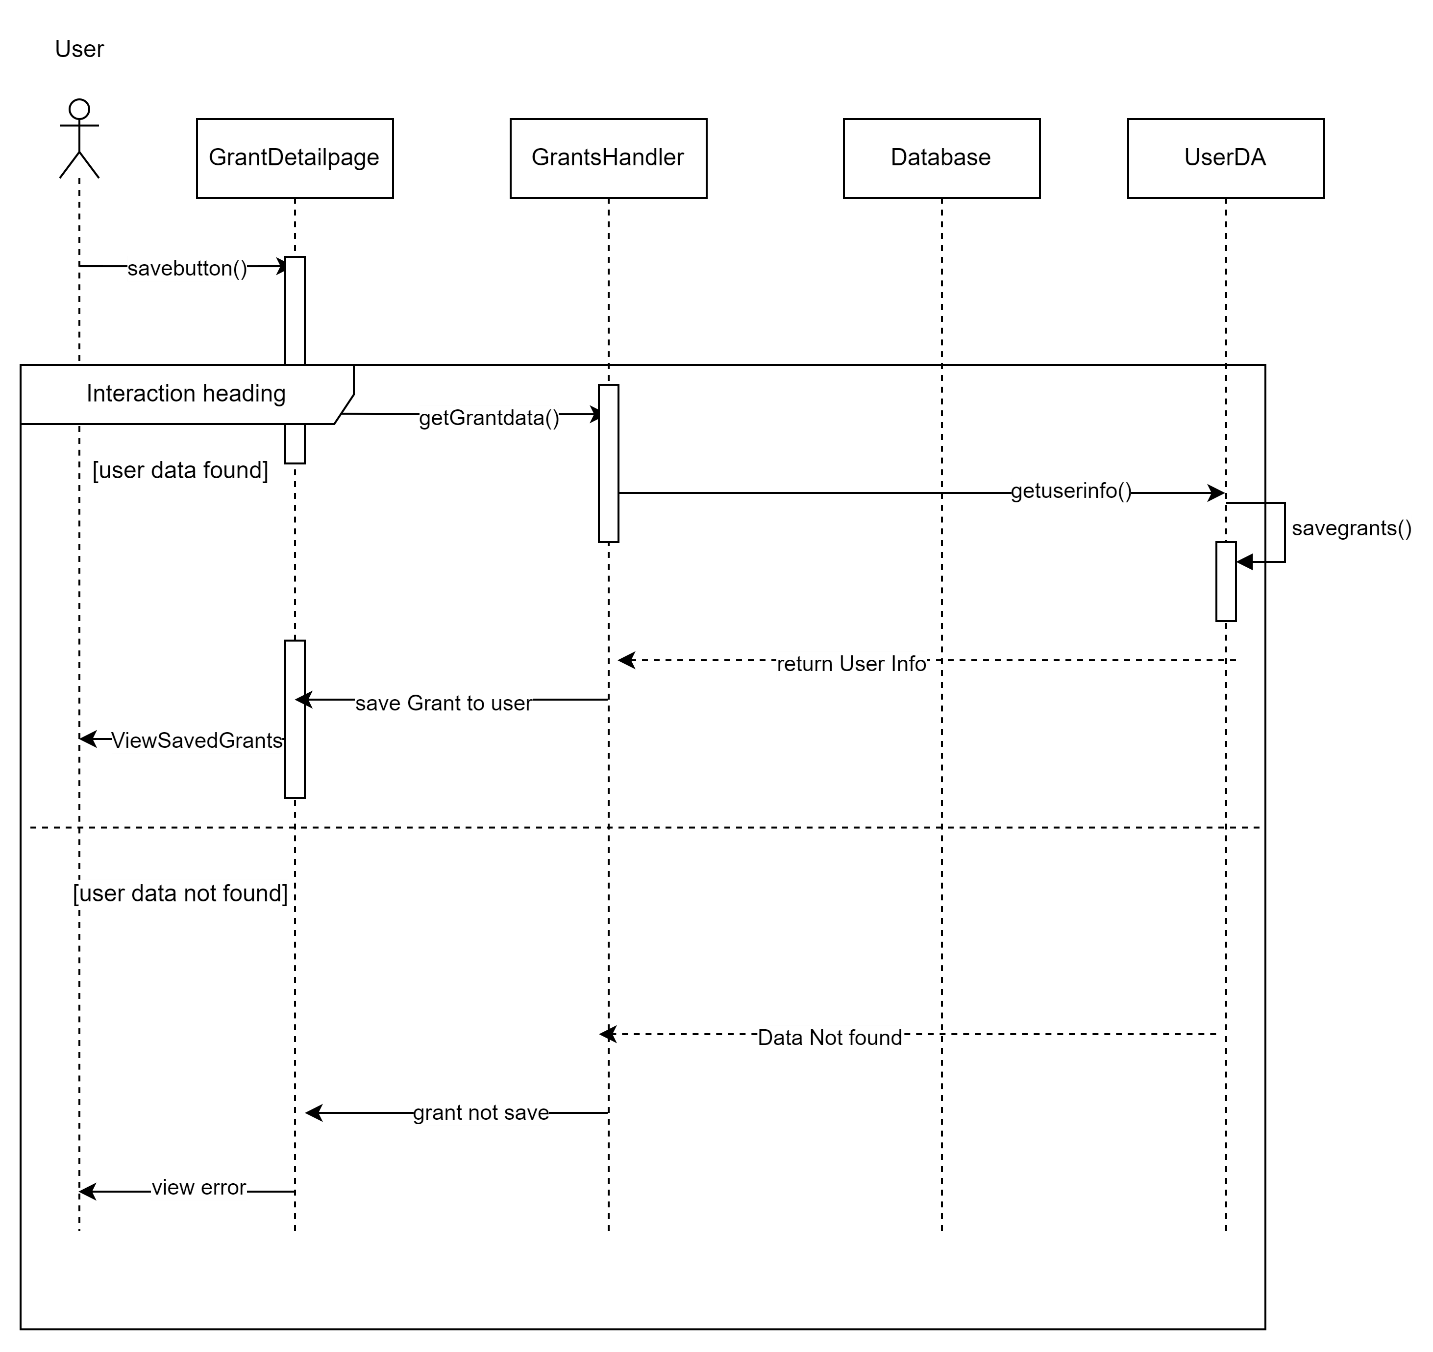 User
GrantDetailpage
GrantsHandler
Database
UserDA
savebutton()
Interaction heading
getGrantdata()
[user data found]
getuserinfo()
savegrants()
return User Info
save Grant to user
ViewSavedGrants
[user data not found]
Data Not found
grant not save
view error